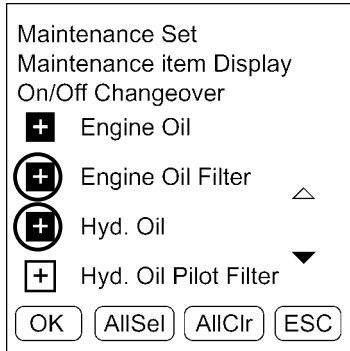 Maintenance Set
Maintenance item Display
On/Off Changeover
+ Engine Oil
+ Engine Oil Filter
+ Hyd. Oil
+ Hyd. Oil Pilot Filter
OK AllSel AllClr ESC